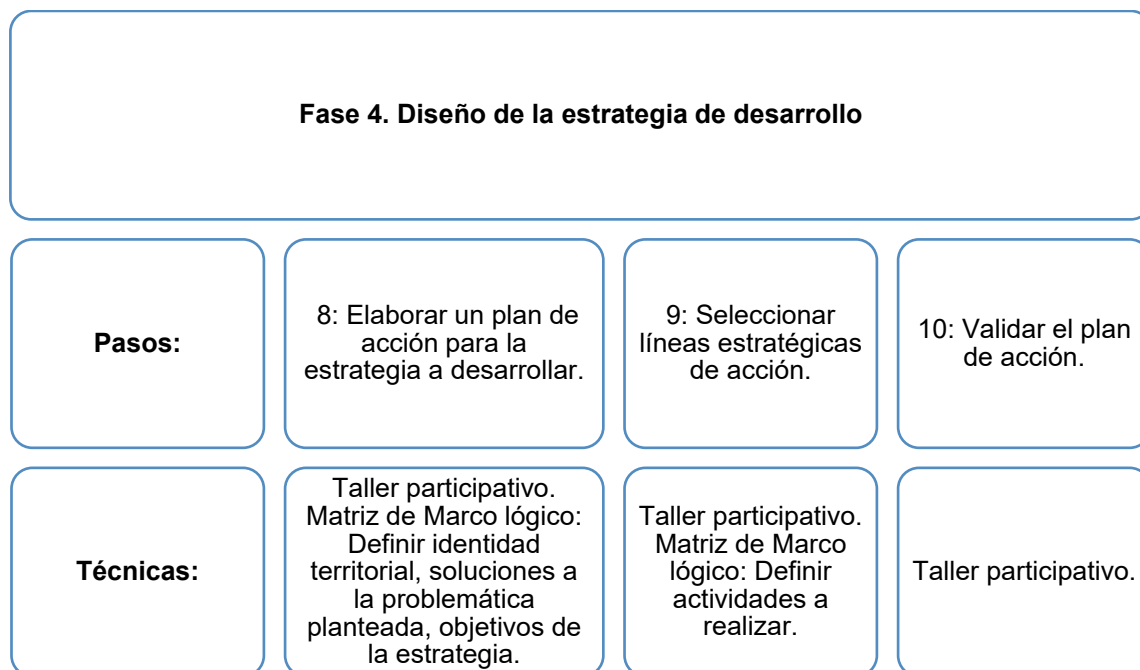 Fase 4. Diseño de la estrategia de desarrollo
Pasos:
8: Elaborar un plan de
acción para la
estrategia a desarrollar.
9: Seleccionar
líneas estratégicas
de acción.
10: Validar el plan
de acción.
Técnicas:
Taller participativo.
Matriz de Marco lógico:
Definir identidad
territorial, soluciones a
la problemática
planteada, objetivos de
la estrategia.
Taller participativo.
Matriz de Marco
lógico: Definir
actividades a
realizar.
Taller participativo.